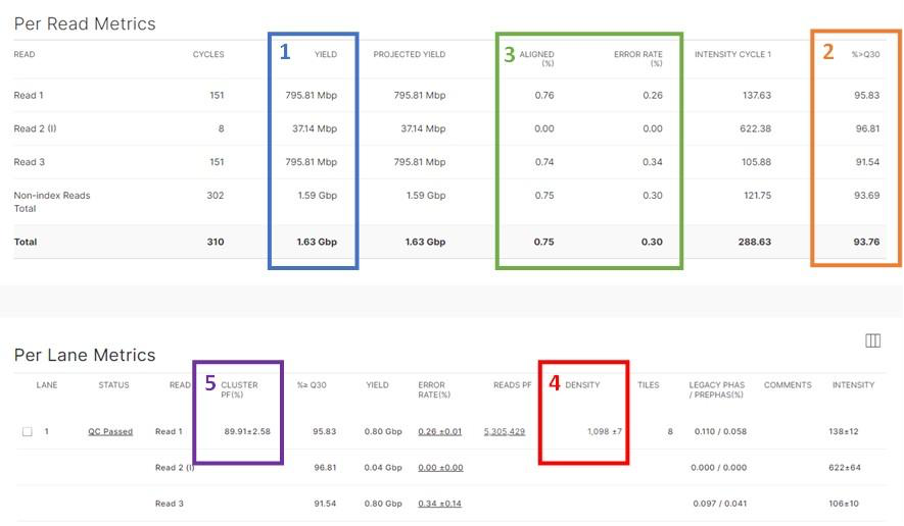 Per Read Metrics
READ CYCLES 1 YIELD PROJECTED YIELD 3 ALIGNED (%) ERROR RATE (%) INTENSITY CYCLE 1 2 %>Q30
Read 1 151 795.81 Mbp 795.81 Mbp 0.76 0.26 137.63 95.83
Read 2 (I) 8 37.14 Mbp 37.14 Mbp 0.00 0.00 622.38 96.81
Read 3 151 795.81 Mbp 795.81 Mbp 0.74 0.34 105.88 91.54
Non-index Reads Total 302 1.59 Gbp 1.59 Gbp 0.75 0.30 121.75 93.69
Total 310 1.63 Gbp 1.63 Gbp 0.75 0.30 288.63 93.76
Per Lane Metrics
LANE STATUS READ 5 CLUSTER PF(%) %≥ Q30 YIELD ERROR RATE(%) READS PF 4 DENSITY TILES LEGACY PHAS / PREPHAS(%) COMMENTS INTENSITY
1 QC Passed Read 1 89.91±2.58 95.83 0.80 Gbp 0.26 ±0.01 5,305,429 1,098 ±7 8 0.110 / 0.058 138±12
Read 2 (I) 96.81 0.04 Gbp 0.00 ±0.00 0.000 / 0.000 622±64
Read 3 91.54 0.80 Gbp 0.34 ±0.14 0.097 / 0.041 106±10